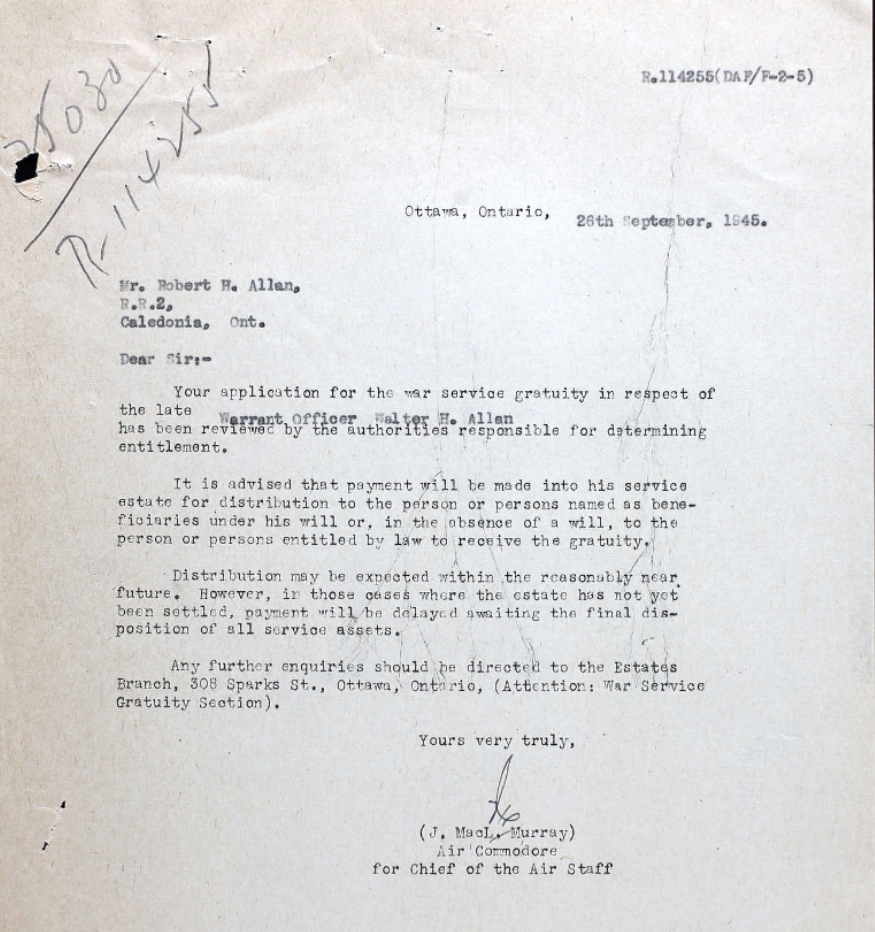 25030
R.114255
R.114255(DAF/F-2-5)
Ottawa, Ontario, 26th September, 1945.
Mr. Robert H. Allan,
R.R.2,
Caledonia, Ont.
Dear Sir:-
Your application for the war service gratuity in respect of
the late Warrant Officer Walter H. Allan
has been reviewed by the authorities responsible for determining
entitlement.
It is advised that payment will be made into his service
estate for distribution to the person or persons named as bene-
ficiaries under his will or, in the absence of a will, to the
person or persons entitled by law to receive the gratuity.
Distribution may be expected within the reasonably near
future. However, in those cases where the estate has not yet
been settled, payment will be delayed awaiting the final dis-
position of all service assets.
Any further enquiries should be directed to the Estates
Branch, 308 Sparks St., Ottawa, Ontario, (Attention: War Service
Gratuity Section).
Yours very truly,
(J. MacL. Murray)
Air Commodore
for Chief of the Air Staff